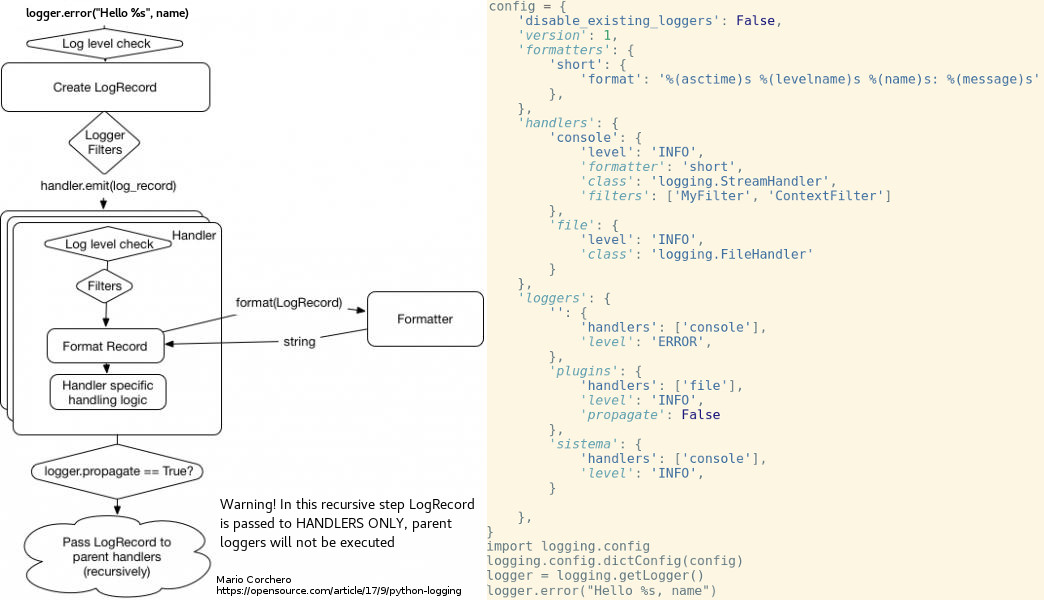 logger.error("Hello %s", name)
Log level check
Create LogRecord
Logger
Filters
handler.emit(log_record)
Handler
Log level check
Filters
format(LogRecord)
Formatter
Format Record
string
Handler specific
handling logic
logger.propagate == True?
Warning! In this recursive step LogRecord
is passed to HANDLERS ONLY, parent
loggers will not be executed
Pass LogRecord to
parent handlers
(recursively)
Mario Corchero
https://opensource.com/article/17/9/python-logging
config = {
    'disable_existing_loggers': False,
    'version': 1,
    'formatters': {
        'short': {
            'format': '%(asctime)s %(levelname)s %(name)s: %(message)s'
        },
    },
    'handlers': {
        'console': {
            'level': 'INFO',
            'formatter': 'short',
            'class': 'logging.StreamHandler',
            'filters': ['MyFilter', 'ContextFilter']
        },
        'file': {
            'level': 'INFO',
            'class': 'logging.FileHandler'
        }
    },
    'loggers': {
        '': {
            'handlers': ['console'],
            'level': 'ERROR',
        },
        'plugins': {
            'handlers': ['file'],
            'level': 'INFO',
            'propagate': False
        },
        'sistema': {
            'handlers': ['console'],
            'level': 'INFO',
        }
    },
}
import logging.config
logging.config.dictConfig(config)
logger = logging.getLogger()
logger.error("Hello %s, name")